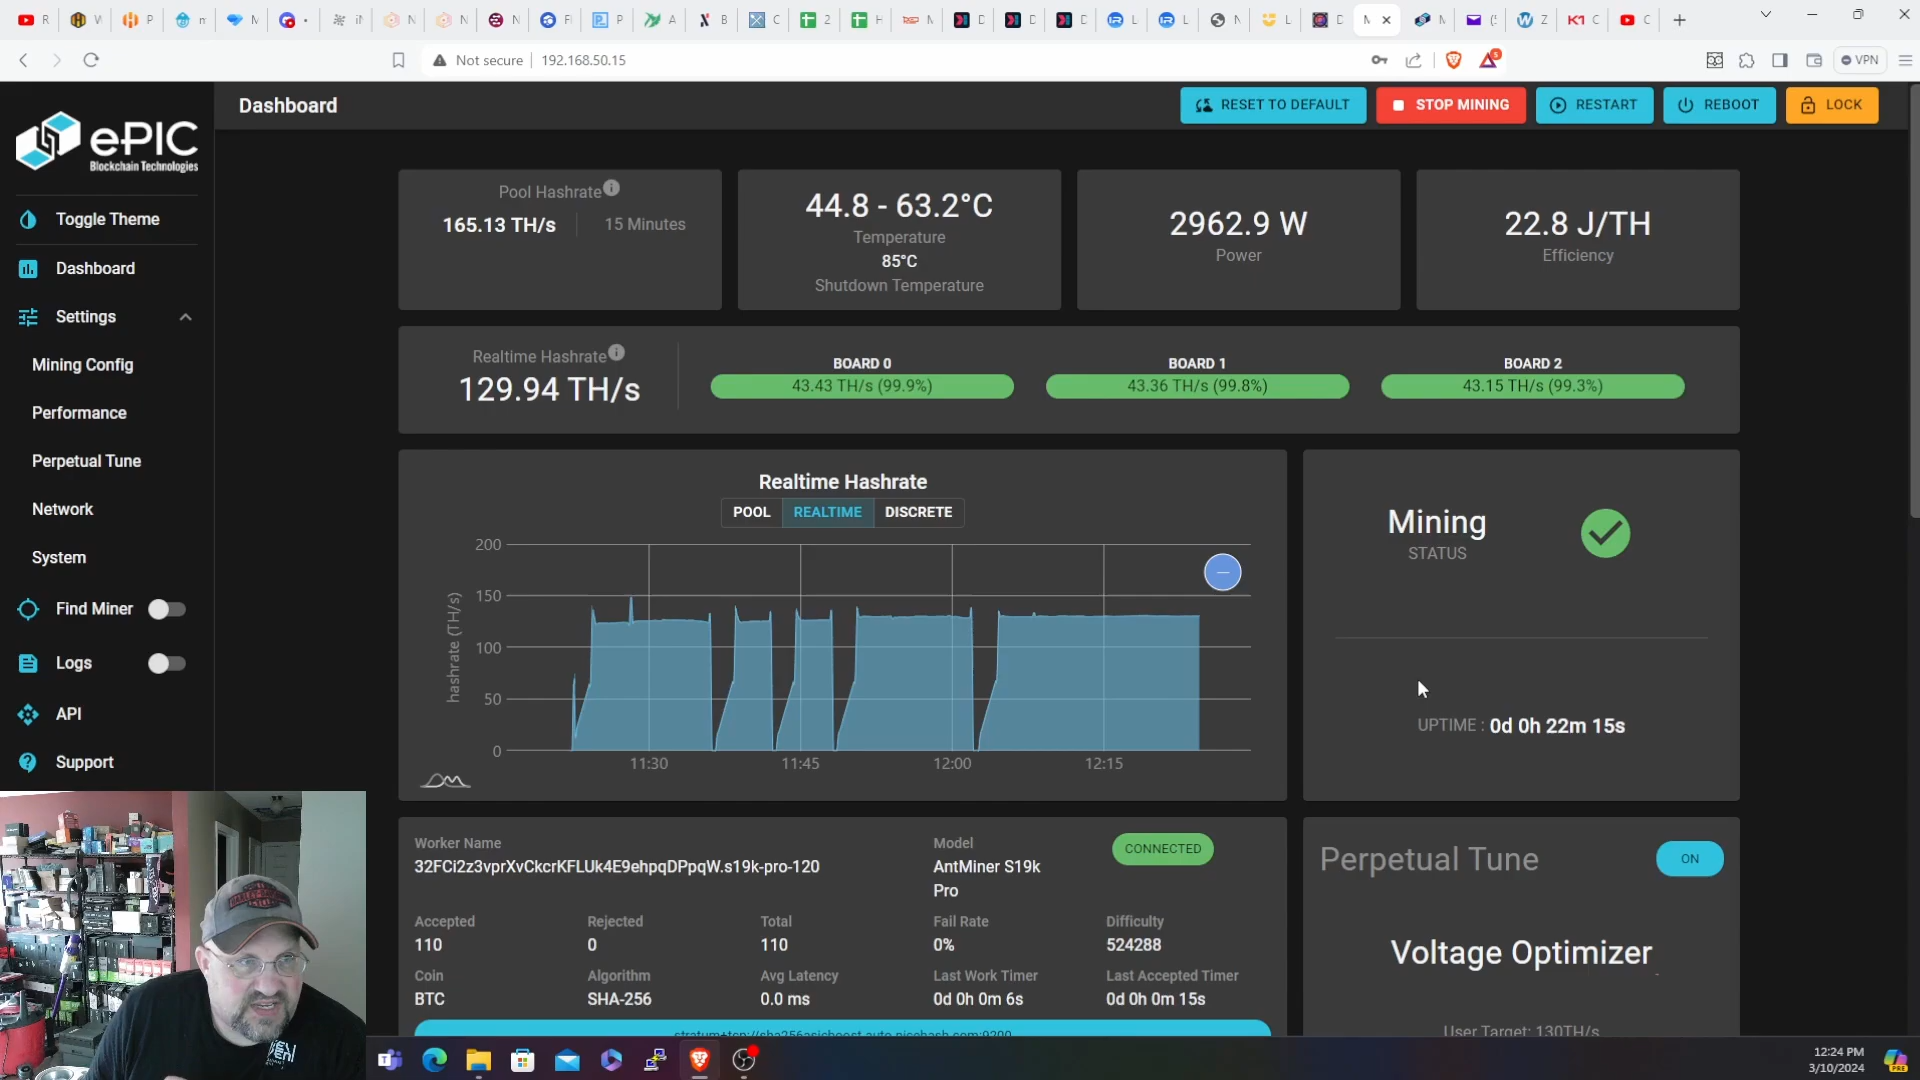 Not secure
192.168.50.15
VPN
ePIC
Blockchain Technologies
Dashboard
RESET TO DEFAULT
STOP MINING
RESTART
REBOOT
LOCK
Toggle Theme
Dashboard
Settings
Mining Config
Performance
Perpetual Tune
Network
System
Find Miner
Logs
API
Support
Pool Hashrate
165.13 TH/s
15 Minutes
44.8 - 63.2°C
Temperature
85°C
Shutdown Temperature
2962.9 W
Power
22.8 J/TH
Efficiency
Realtime Hashrate
129.94 TH/s
BOARD 0
43.43 TH/s (99.9%)
BOARD 1
43.36 TH/s (99.8%)
BOARD 2
43.15 TH/s (99.3%)
Realtime Hashrate
POOL
REALTIME
DISCRETE
hashrate (TH/s)
200
150
100
50
0
11:30
11:45
12:00
12:15
Mining
STATUS
UPTIME : 0d 0h 22m 15s
Worker Name
32FCi2z3vprXvCkcrKFLUk4E9ehpqDPpqW.s19k-pro-120
Model
AntMiner S19k
Pro
CONNECTED
Accepted
110
Rejected
0
Total
110
Fail Rate
0%
Difficulty
524288
Coin
BTC
Algorithm
SHA-256
Avg Latency
0.0 ms
Last Work Timer
0d 0h 0m 6s
Last Accepted Timer
0d 0h 0m 15s
stratum+tcp://sha256asicboost.auto.nicehash.com:9200
Perpetual Tune
ON
Voltage Optimizer
User Target: 130TH/s
12:24 PM
3/10/2024